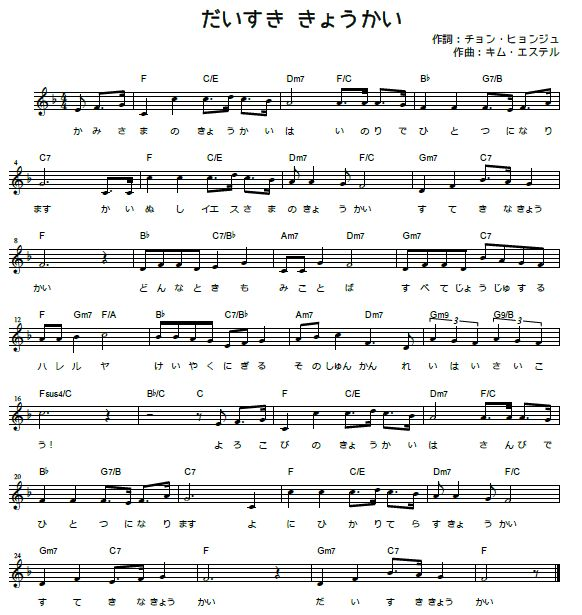 だいすき きょうかい
作詞：チョン・ヒョンジュ
作曲：キム・エステル
F C/E Dm7 F/C B♭ G7/B
か み さ ま の きょ う か い は い の り で ひ と つ に な り
4 C7 F C/E Dm7 F/C Gm7 C7
ます か い ぬ し イエ ス さ ま の きょ う かい す て き な きょう
8 F B♭ C7/B♭ Am7 Dm7 Gm7 C7
かい ど ん な と き も み こ と ば す べ て じょ う じゅ す る
12 F Gm7 F/A B♭ C7/B♭ Am7 Dm7 Gm9 G9/B
3 3
ハ レ ル ヤ け い や く に ぎ る そ の じゅん かん れ い は い さ い こ
16 Fsus4/C B♭/C C F C/E Dm7 F/C
う! よ ろ こ び の きょ う か い は さ ん び で
20 B♭ G7/B C7 F C/E Dm7 F/C
ひ と つ に な り ます よ に ひ か り て ら す きょ う かい
24 Gm7 C7 F Gm7 C7 F
す て き な きょう かい だ い す き きょう かい